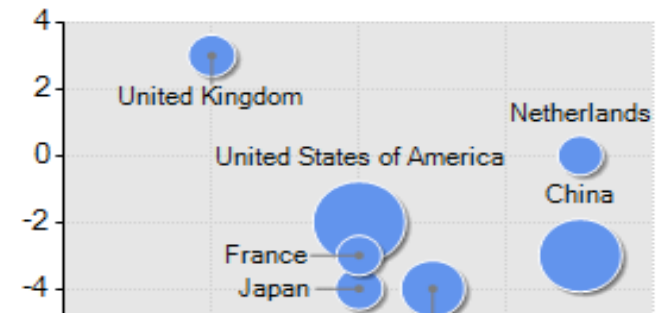 4
2
United Kingdom
Netherlands
0
United States of America
China
-2
France
Japan
-4